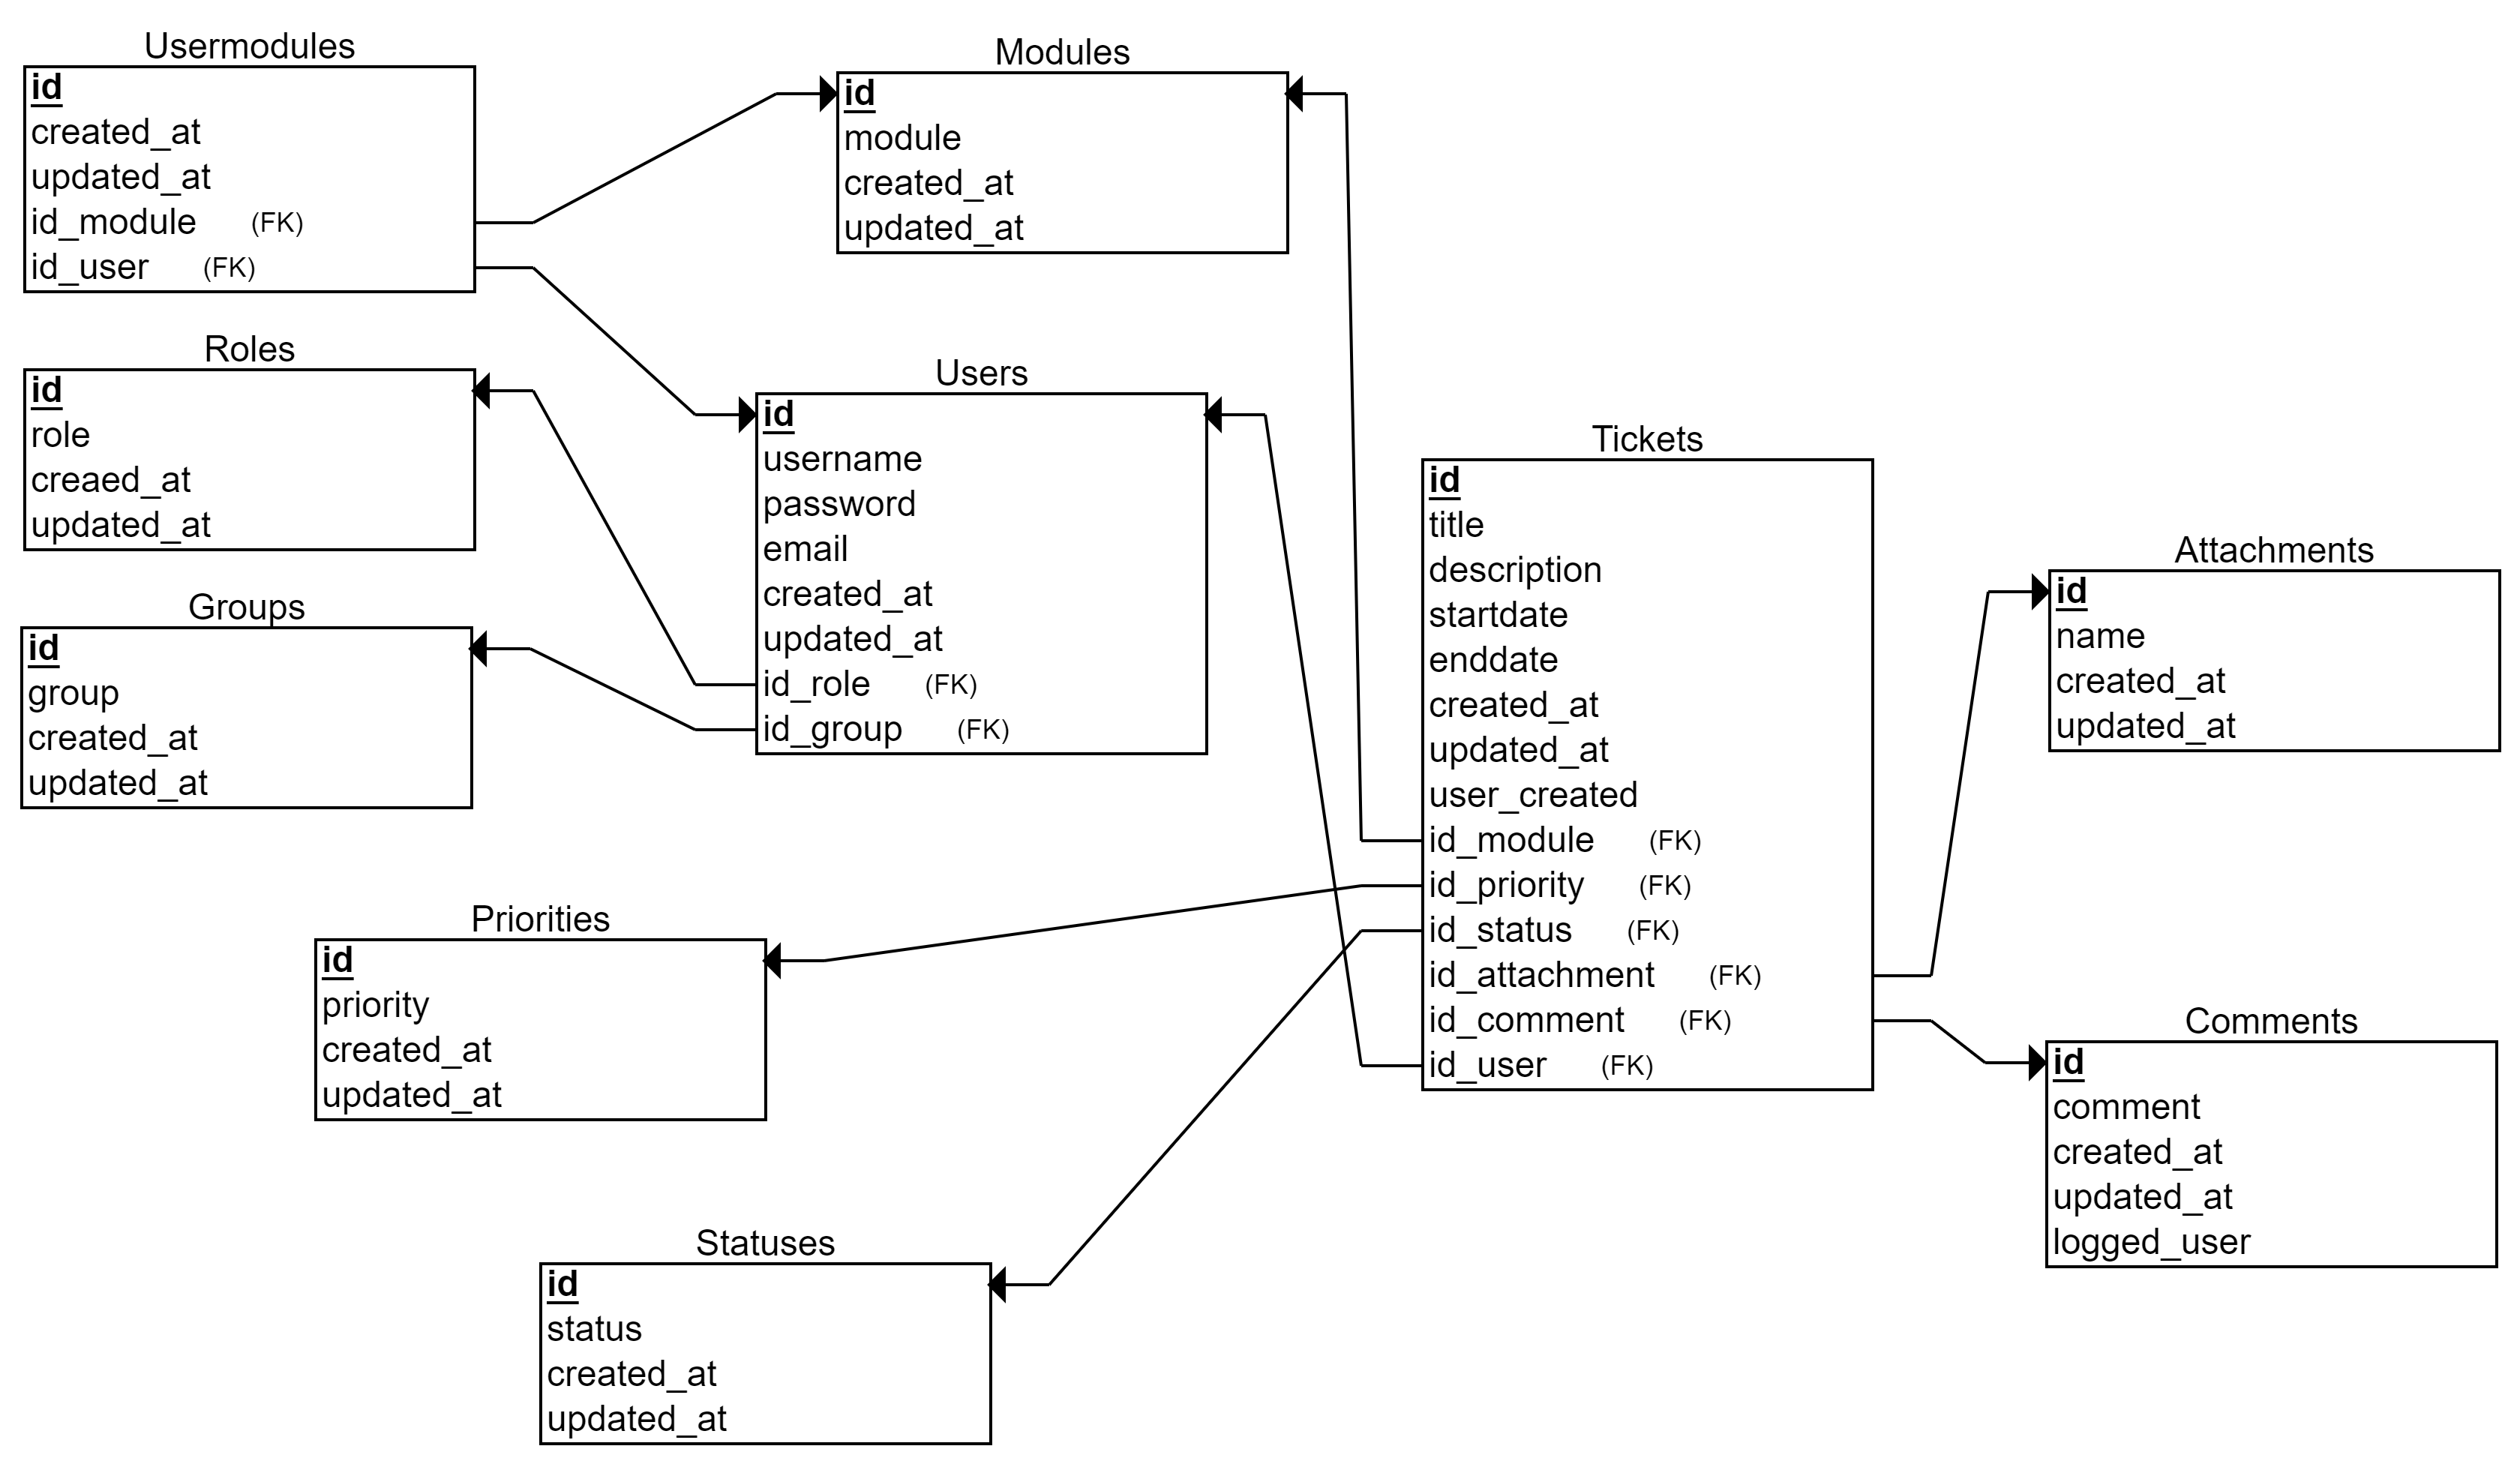 Usermodules
id
created_at
updated_at
id_module (FK)
id_user (FK)
Modules
id
module
created_at
updated_at
Roles
id
role
creaed_at
updated_at
Users
id
username
password
email
created_at
updated_at
id_role (FK)
id_group (FK)
Groups
id
group
created_at
updated_at
Tickets
id
title
description
startdate
enddate
created_at
updated_at
user_created
id_module (FK)
id_priority (FK)
id_status (FK)
id_attachment (FK)
id_comment (FK)
id_user (FK)
Attachments
id
name
created_at
updated_at
Priorities
id
priority
created_at
updated_at
Comments
id
comment
created_at
updated_at
logged_user
Statuses
id
status
created_at
updated_at